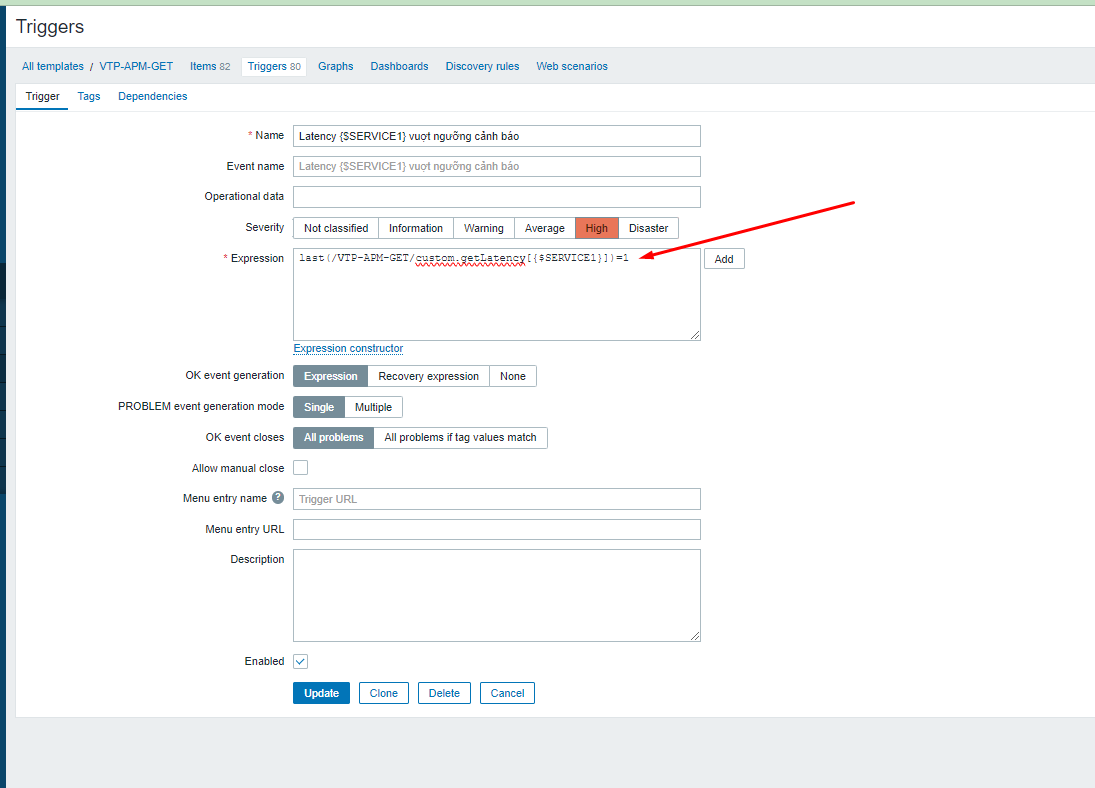 Triggers
All templates / VTP-APM-GET Items 82 Triggers 80 Graphs Dashboards Discovery rules Web scenarios
Trigger Tags Dependencies
* Name Latency {$SERVICE1} vuợt ngưỡng cảnh báo
Event name Latency {$SERVICE1} vuợt ngưỡng cảnh báo
Operational data
Severity Not classified Information Warning Average High Disaster
* Expression last(/VTP-APM-GET/custom.getLatency[{$SERVICE1}])=1 Add
Expression constructor
OK event generation Expression Recovery expression None
PROBLEM event generation mode Single Multiple
OK event closes All problems All problems if tag values match
Allow manual close
Menu entry name ? Trigger URL
Menu entry URL
Description
Enabled
Update Clone Delete Cancel